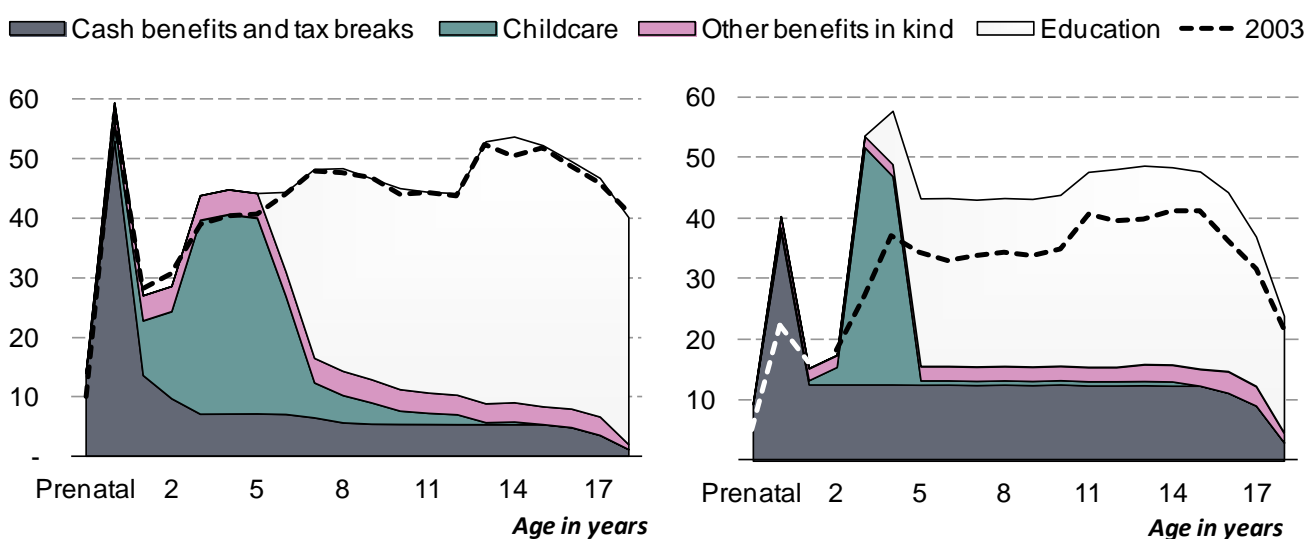 Cash benefits and tax breaks Childcare Other benefits in kind Education 2003
60
50
40
30
20
10
-
Prenatal 2 5 8 11 14 17
Age in years
60
50
40
30
20
10
Prenatal 2 5 8 11 14 17
Age in years